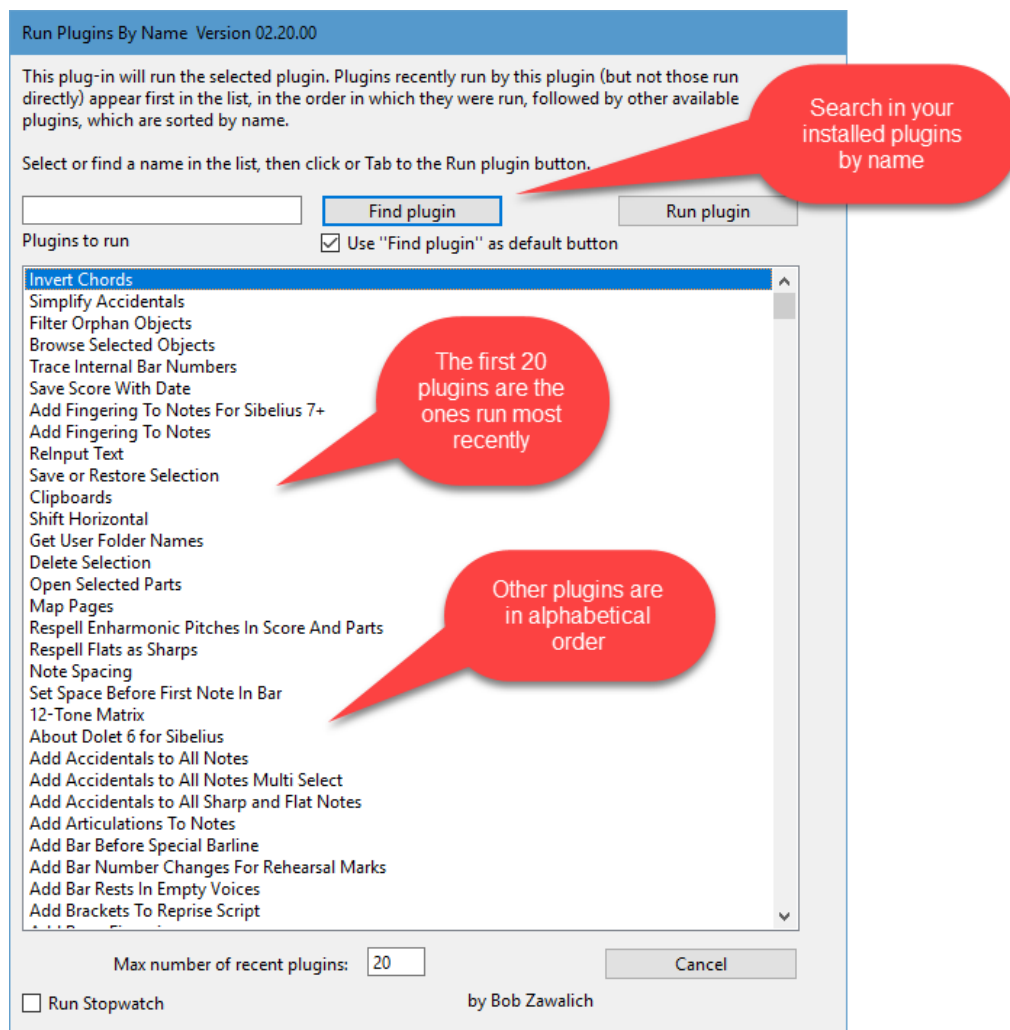 Run Plugins By Name Version 02.20.00
This plug-in will run the selected plugin. Plugins recently run by this plugin (but not those run
directly) appear first in the list, in the order in which they were run, followed by other available
plugins, which are sorted by name.
Search in your
installed plugins
by name
Select or find a name in the list, then click or Tab to the Run plugin button.
Find plugin
Run plugin
Plugins to run
Use "Find plugin" as default button
Invert Chords
Simplify Accidentals
Filter Orphan Objects
Browse Selected Objects
Trace Internal Bar Numbers
Save Score With Date
Add Fingering To Notes For Sibelius 7+
Add Fingering To Notes
ReInput Text
Save or Restore Selection
Clipboards
Shift Horizontal
Get User Folder Names
Delete Selection
Open Selected Parts
Map Pages
Respell Enharmonic Pitches In Score And Parts
Respell Flats as Sharps
Note Spacing
Set Space Before First Note In Bar
12-Tone Matrix
About Dolet 6 for Sibelius
Add Accidentals to All Notes
Add Accidentals to All Notes Multi Select
Add Accidentals to All Sharp and Flat Notes
Add Articulations To Notes
Add Bar Before Special Barline
Add Bar Number Changes For Rehearsal Marks
Add Bar Rests In Empty Voices
Add Brackets To Reprise Script
The first 20
plugins are the
ones run most
recently
Other plugins are
in alphabetical
order
Max number of recent plugins:
20
Cancel
Run Stopwatch
by Bob Zawalich